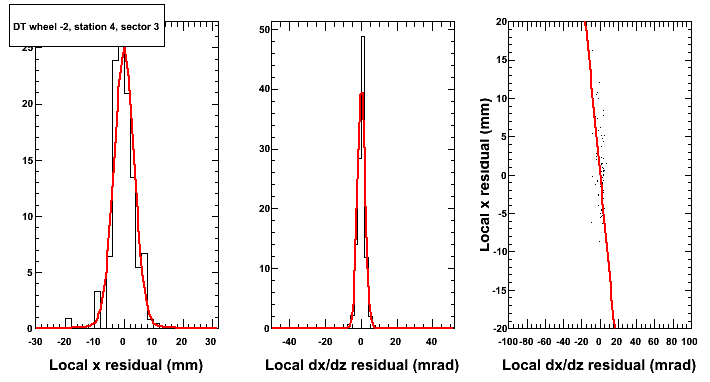 DT wheel -2, station 4, sector 3
25
20
15
10
5
0
-30 -20 -10 0 10 20 30
Local x residual (mm)
50
40
30
20
10
0
-40 -20 0 20 40
Local dx/dz residual (mrad)
Local x residual (mm)
20
15
10
5
0
-5
-10
-15
-20
-100 -80 -60 -40 -20 0 20 40 60 80 100
Local dx/dz residual (mrad)